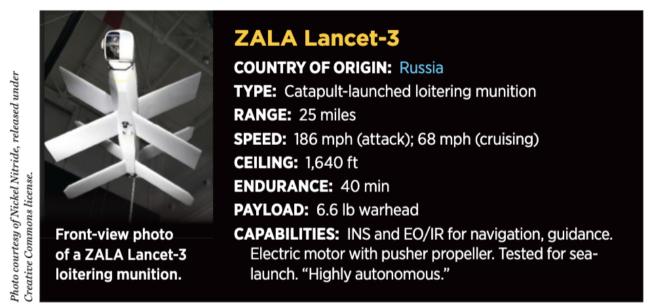 Photo courtesy of Nickel Nitride, released under
Creative Commons license.
Front-view photo
of a ZALA Lancet-3
loitering munition.
ZALA Lancet-3
COUNTRY OF ORIGIN: Russia
TYPE: Catapult-launched loitering munition
RANGE: 25 miles
SPEED: 186 mph (attack); 68 mph (cruising)
CEILING: 1,640 ft
ENDURANCE: 40 min
PAYLOAD: 6.6 lb warhead
CAPABILITIES: INS and EO/IR for navigation, guidance.
Electric motor with pusher propeller. Tested for sea-
launch. “Highly autonomous.”